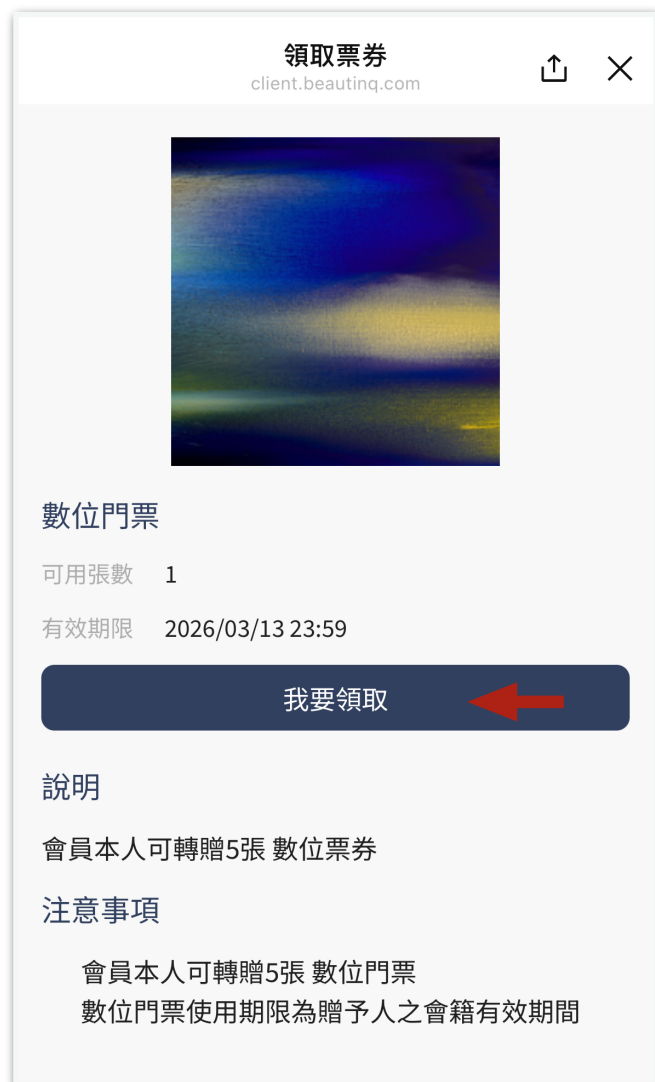 領取票券
client.beautinq.com
數位門票
可用張數 1
有效期限 2026/03/13 23:59
我要領取
說明
會員本人可轉贈5張 數位票券
注意事項
會員本人可轉贈5張 數位門票
數位門票使用期限為贈予人之會籍有效期間